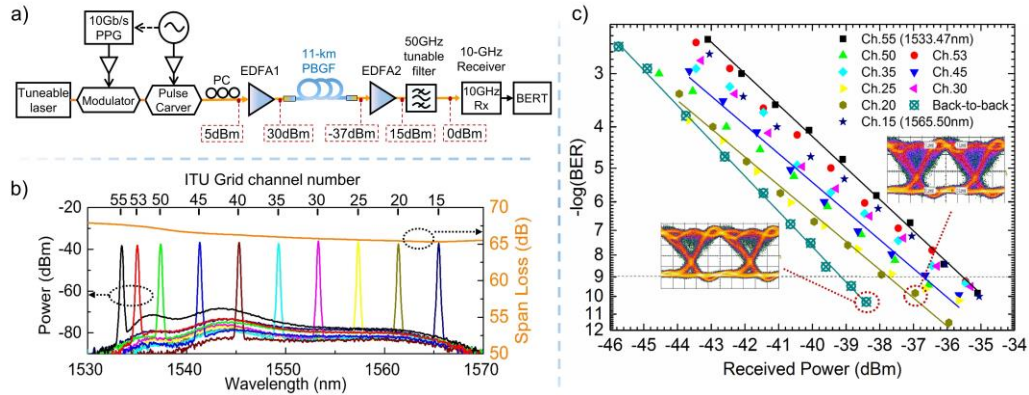 a)
10Gb/s
PPG
Tuneable
laser
Modulator
Pulse
Carver
PC
EDFA1
11-km
PBGF
EDFA2
50GHz
tunable
filter
10-GHz
Receiver
10GHz
Rx
BERT
5dBm
30dBm
-37dBm
15dBm
0dBm
b)
ITU Grid channel number
55 53 50 45 40 35 30 25 20 15
Power (dBm)
-20
-40
-60
-80
Span Loss (dB)
70
65
60
55
50
1530 1540 1550 1560 1570
Wavelength (nm)
c)
-log(BER)
3
4
5
6
7
8
9
10
11
12
Ch.55 (1533.47nm)
Ch.50 Ch.53
Ch.35 Ch.45
Ch.25 Ch.30
Ch.20 Back-to-back
Ch.15 (1565.50nm)
-46 -45 -44 -43 -42 -41 -40 -39 -38 -37 -36 -35 -34
Received Power (dBm)